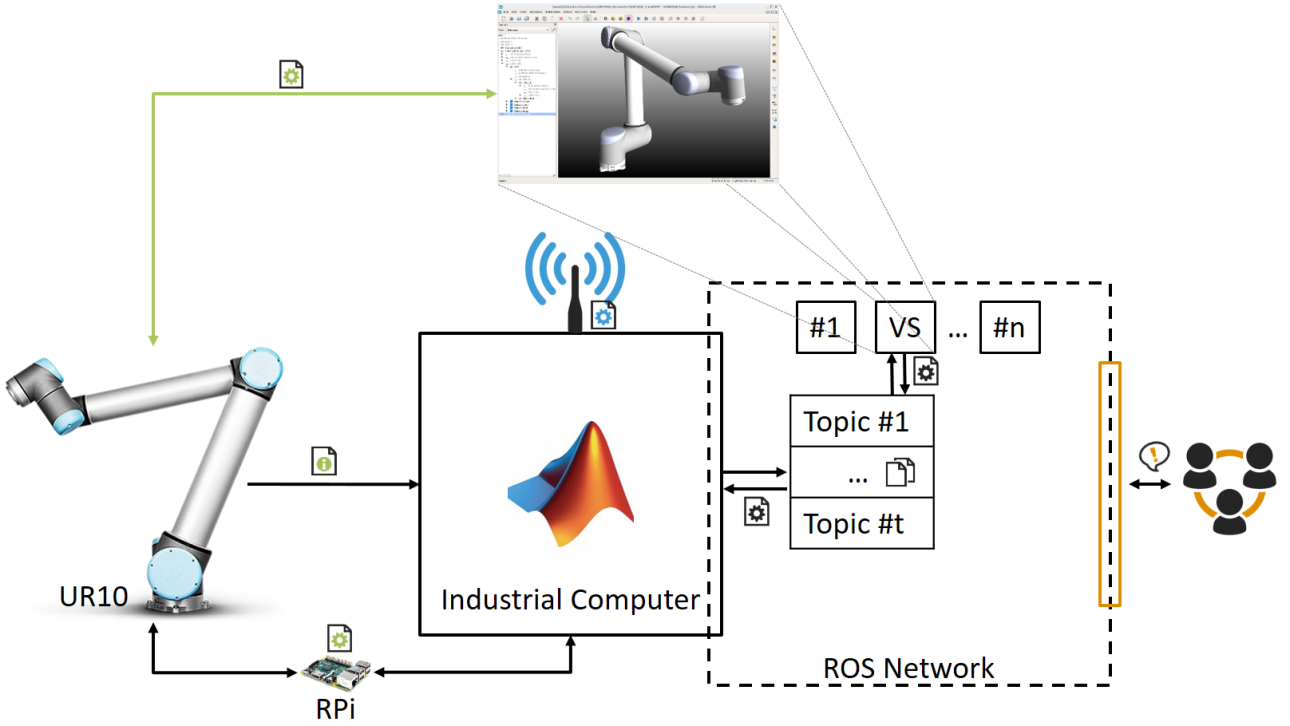 #1
VS
...
#n
Topic #1
...
Topic #t
UR10
Industrial Computer
ROS Network
RPi